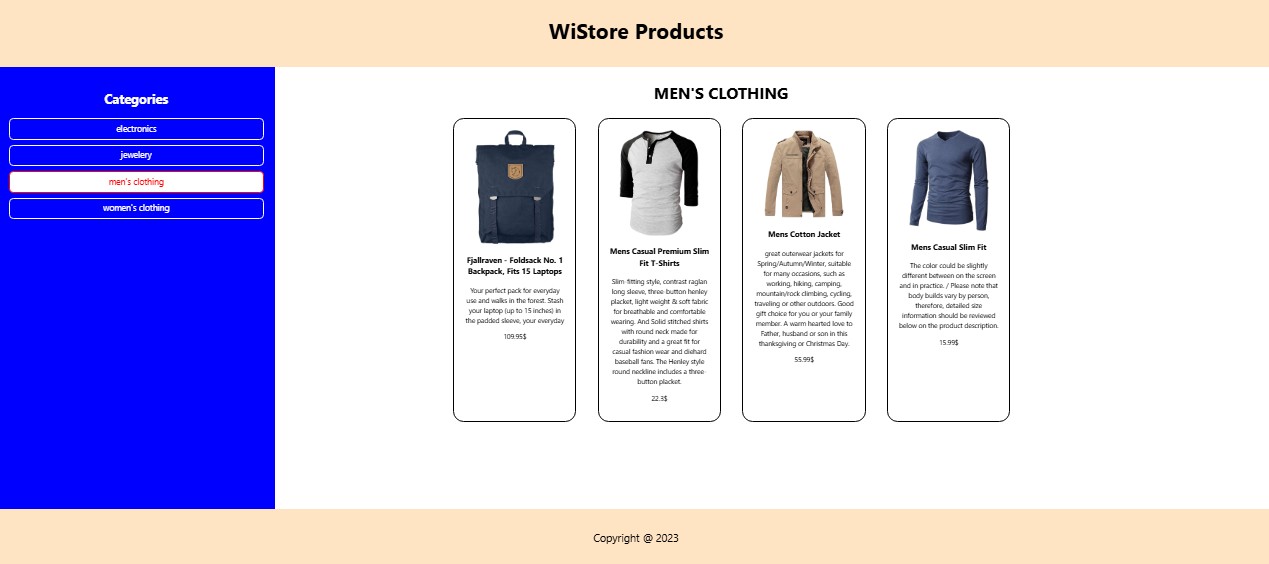 WiStore Products
Categories
electronics
jewelery
men's clothing
women's clothing
MEN'S CLOTHING
Fjallraven - Foldsack No. 1
Backpack, Fits 15 Laptops
Your perfect pack for everyday
use and walks in the forest. Stash
your laptop (up to 15 inches) in
the padded sleeve, your everyday
109.95$
Mens Casual Premium Slim
Fit T-Shirts
Slim-fitting style, contrast raglan
long sleeve, three-button henley
placket, light weight & soft fabric
for breathable and comfortable
wearing. And Solid stitched shirts
with round neck made for
durability and a great fit for
casual fashion wear and diehard
baseball fans. The Henley style
round neckline includes a three-
button placket.
22.3$
Mens Cotton Jacket
great outerwear jackets for
Spring/Autumn/Winter, suitable
for many occasions, such as
working, hiking, camping,
mountain/rock climbing, cycling,
traveling or other outdoors. Good
gift choice for you or your family
member. A warm hearted love to
Father, husband or son in this
thanksgiving or Christmas Day.
55.99$
Mens Casual Slim Fit
The color could be slightly
different between on the screen
and in practice. / Please note that
body builds vary by person,
therefore, detailed size
information should be reviewed
below on the product description.
15.99$
Copyright @ 2023